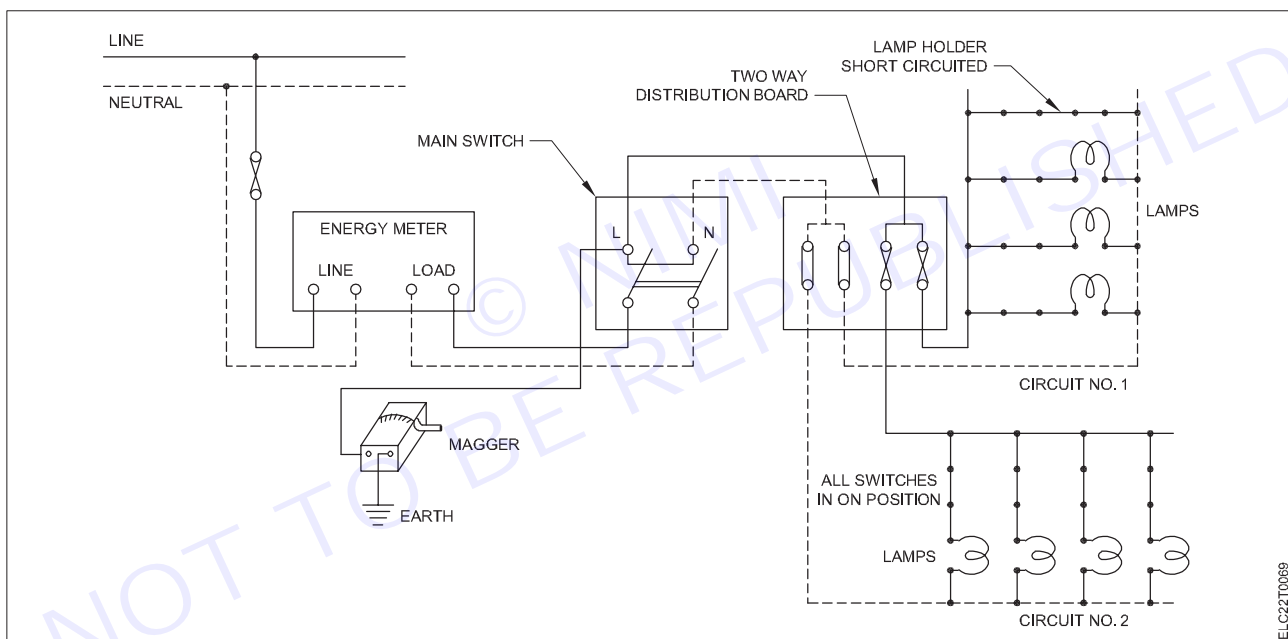 LINE
NEUTRAL
MAIN SWITCH
TWO WAY
DISTRIBUTION BOARD
LAMP HOLDER
SHORT CIRCUITED
ENERGY METER
LINE LOAD
L N
LAMPS
CIRCUIT NO. 1
MAGGER
EARTH
ALL SWITCHES
IN ON POSITION
LAMPS
CIRCUIT NO. 2
ELC22T0069
© NIMI
NOT TO BE REPUBLISHED